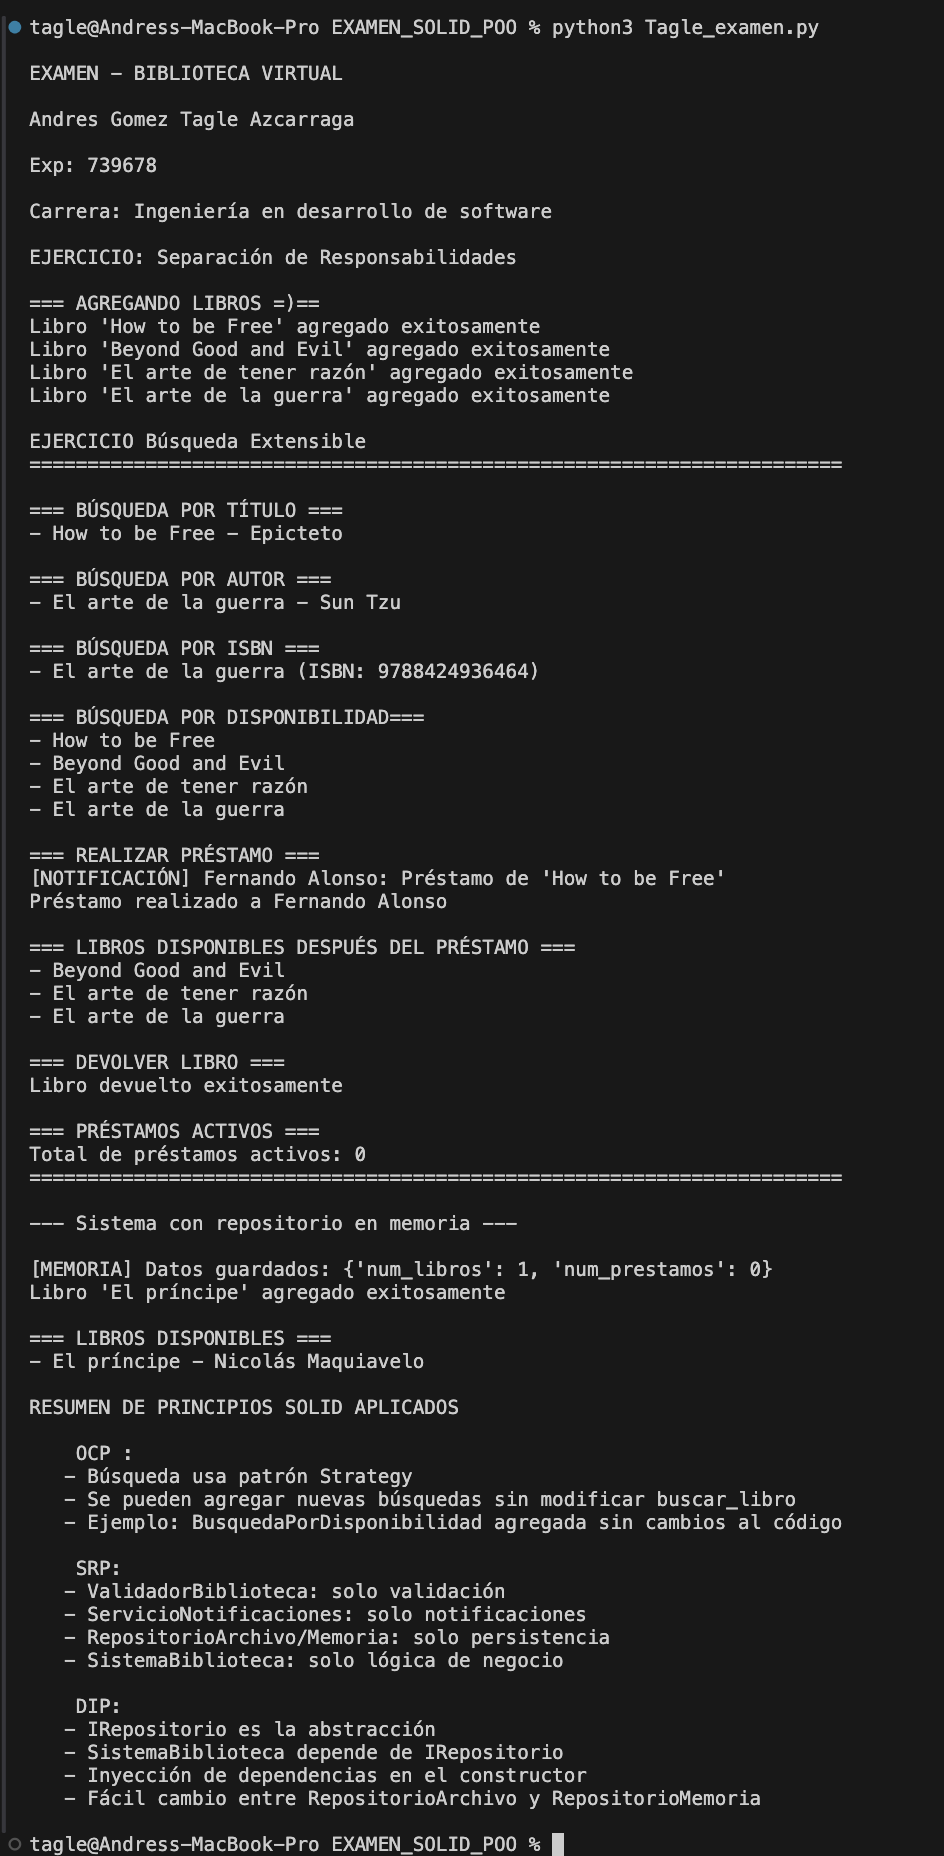 tagle@Andress-MacBook-Pro EXAMEN_SOLID_POO % python3 Tagle_examen.py
EXAMEN - BIBLIOTECA VIRTUAL
Andres Gomez Tagle Azcarraga
Exp: 739678
Carrera: Ingeniería en desarrollo de software
EJERCICIO: Separación de Responsabilidades
=== AGREGANDO LIBROS =)==
Libro 'How to be Free' agregado exitosamente
Libro 'Beyond Good and Evil' agregado exitosamente
Libro 'El arte de tener razón' agregado exitosamente
Libro 'El arte de la guerra' agregado exitosamente
EJERCICIO Búsqueda Extensible
======================================================================
=== BÚSQUEDA POR TÍTULO ===
- How to be Free - Epicteto
=== BÚSQUEDA POR AUTOR ===
- El arte de la guerra - Sun Tzu
=== BÚSQUEDA POR ISBN ===
- El arte de la guerra (ISBN: 9788424936464)
=== BÚSQUEDA POR DISPONIBILIDAD===
- How to be Free
- Beyond Good and Evil
- El arte de tener razón
- El arte de la guerra
=== REALIZAR PRÉSTAMO ===
[NOTIFICACIÓN] Fernando Alonso: Préstamo de 'How to be Free'
Préstamo realizado a Fernando Alonso
=== LIBROS DISPONIBLES DESPUÉS DEL PRÉSTAMO ===
- Beyond Good and Evil
- El arte de tener razón
- El arte de la guerra
=== DEVOLVER LIBRO ===
Libro devuelto exitosamente
=== PRÉSTAMOS ACTIVOS ===
Total de préstamos activos: 0
======================================================================
--- Sistema con repositorio en memoria ---
[MEMORIA] Datos guardados: {'num_libros': 1, 'num_prestamos': 0}
Libro 'El príncipe' agregado exitosamente
=== LIBROS DISPONIBLES ===
- El príncipe - Nicolás Maquiavelo
RESUMEN DE PRINCIPIOS SOLID APLICADOS
OCP :
- Búsqueda usa patrón Strategy
- Se pueden agregar nuevas búsquedas sin modificar buscar_libro
- Ejemplo: BusquedaPorDisponibilidad agregada sin cambios al código
SRP:
- ValidadorBiblioteca: solo validación
- ServicioNotificaciones: solo notificaciones
- RepositorioArchivo/Memoria: solo persistencia
- SistemaBiblioteca: solo lógica de negocio
DIP:
- IRepositorio es la abstracción
- SistemaBiblioteca depende de IRepositorio
- Inyección de dependencias en el constructor
- Fácil cambio entre RepositorioArchivo y RepositorioMemoria
tagle@Andress-MacBook-Pro EXAMEN_SOLID_POO %